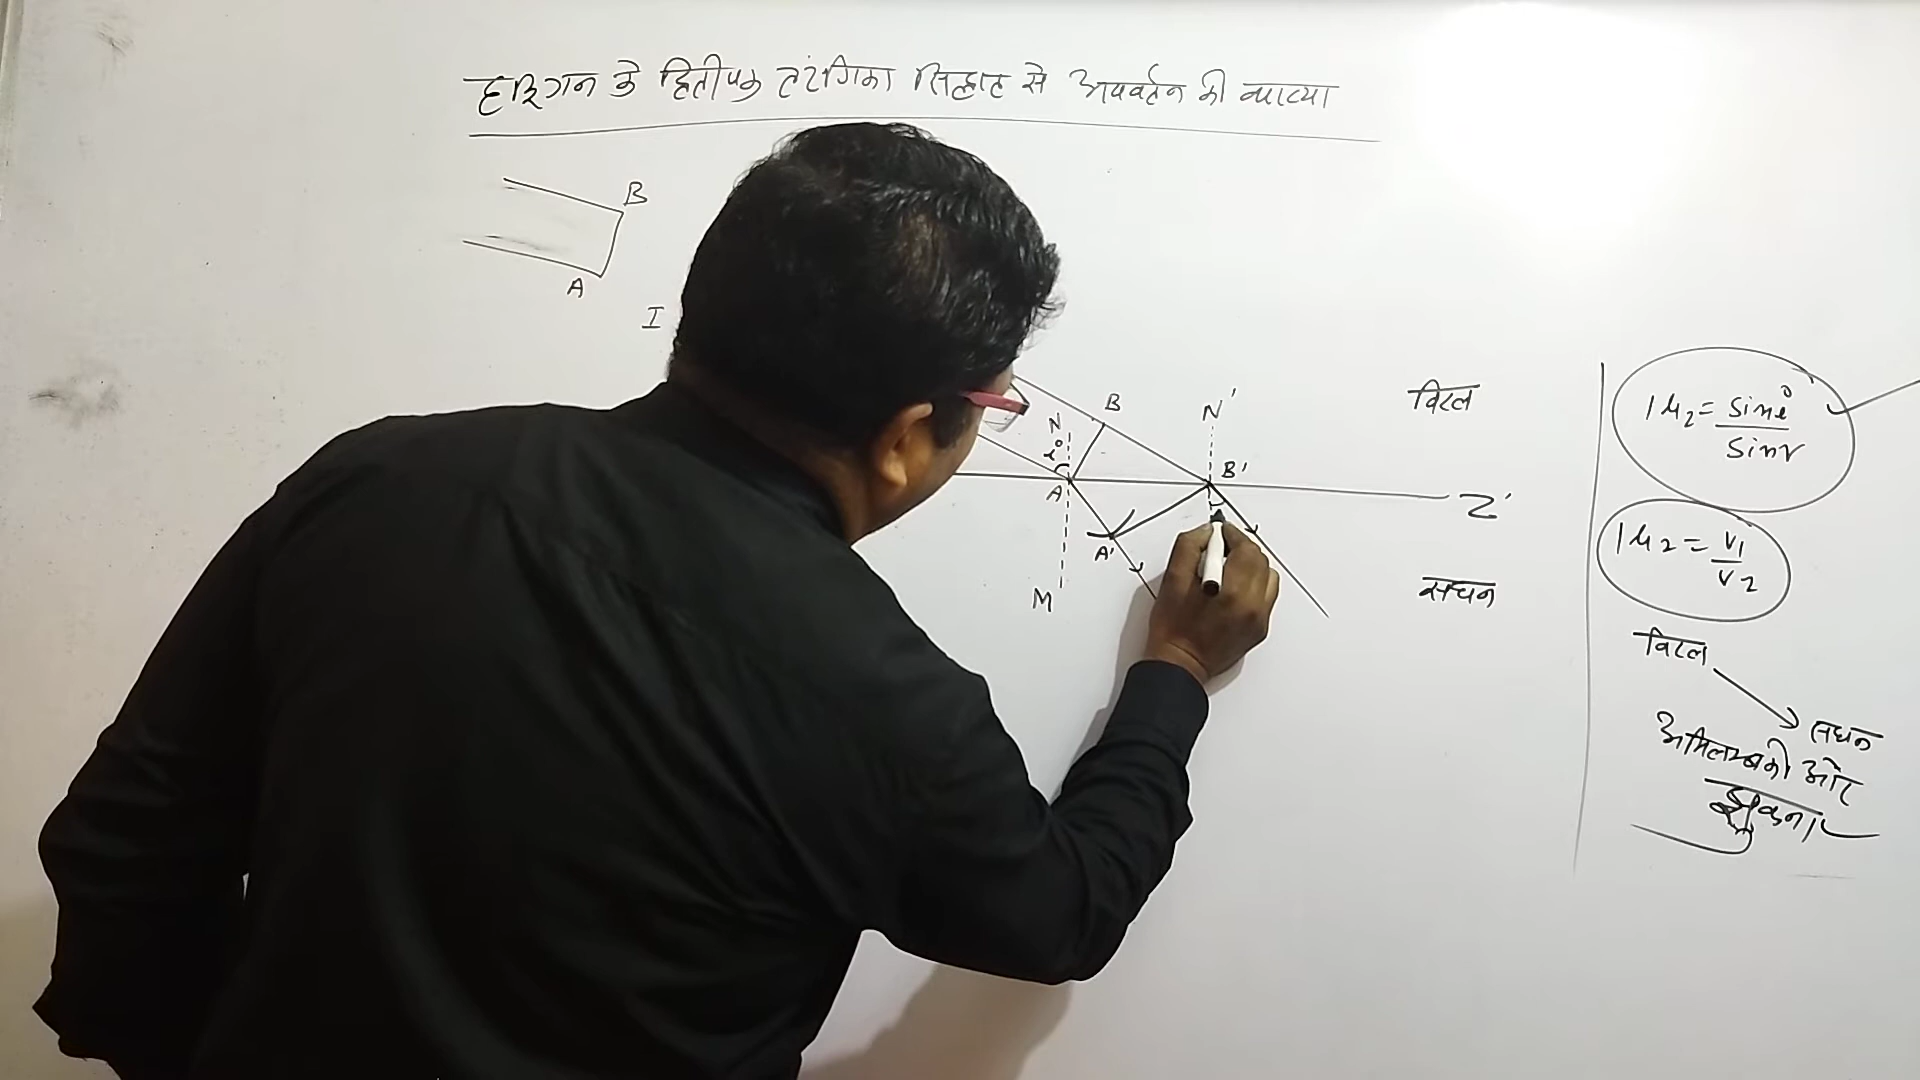 हाइगन के द्वितीयक तरंगिका सिद्धान्त से अपवर्तन की व्याख्या
B
A
I
B
N
i
A
A'
M
N'
B'
Z'
विरल
सघन
1μ2 = sin i / sin r
1μ2 = v1 / v2
विरल
सघन
अभिलम्ब की ओर
झुकना